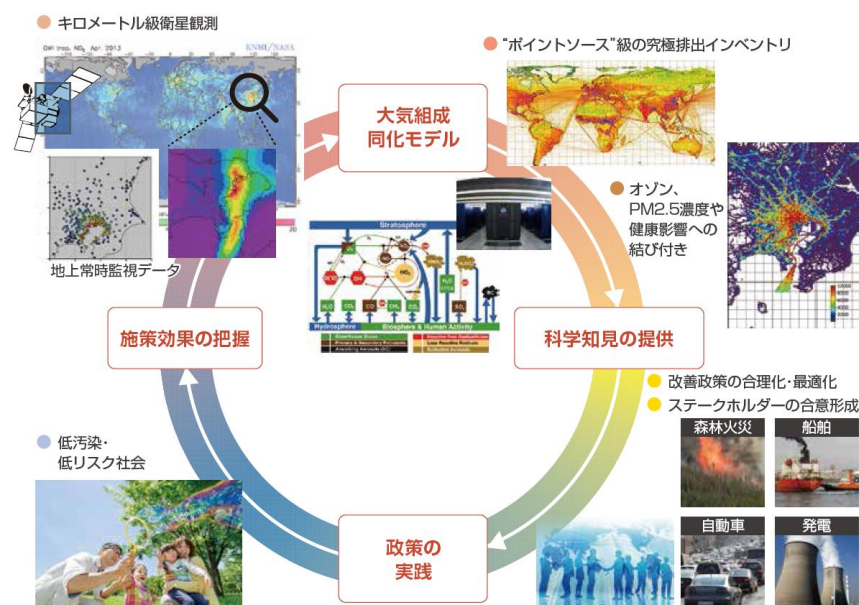 キロメートル級衛星観測
OMI trop. NO₂ Apr. 2013
KNMI/NASA
地上常時監視データ
大気組成
同化モデル
"ポイントソース"級の究極排出インベントリ
オゾン、
PM2.5濃度や
健康影響への
結び付き
10000
8000
6000
4000
2000
Stratosphere
Hydrosphere
Biosphere & Human Activity
施策効果の把握
科学知見の提供
改善政策の合理化・最適化
ステークホルダーの合意形成
森林火災
船舶
自動車
発電
低汚染・
低リスク社会
政策の
実践